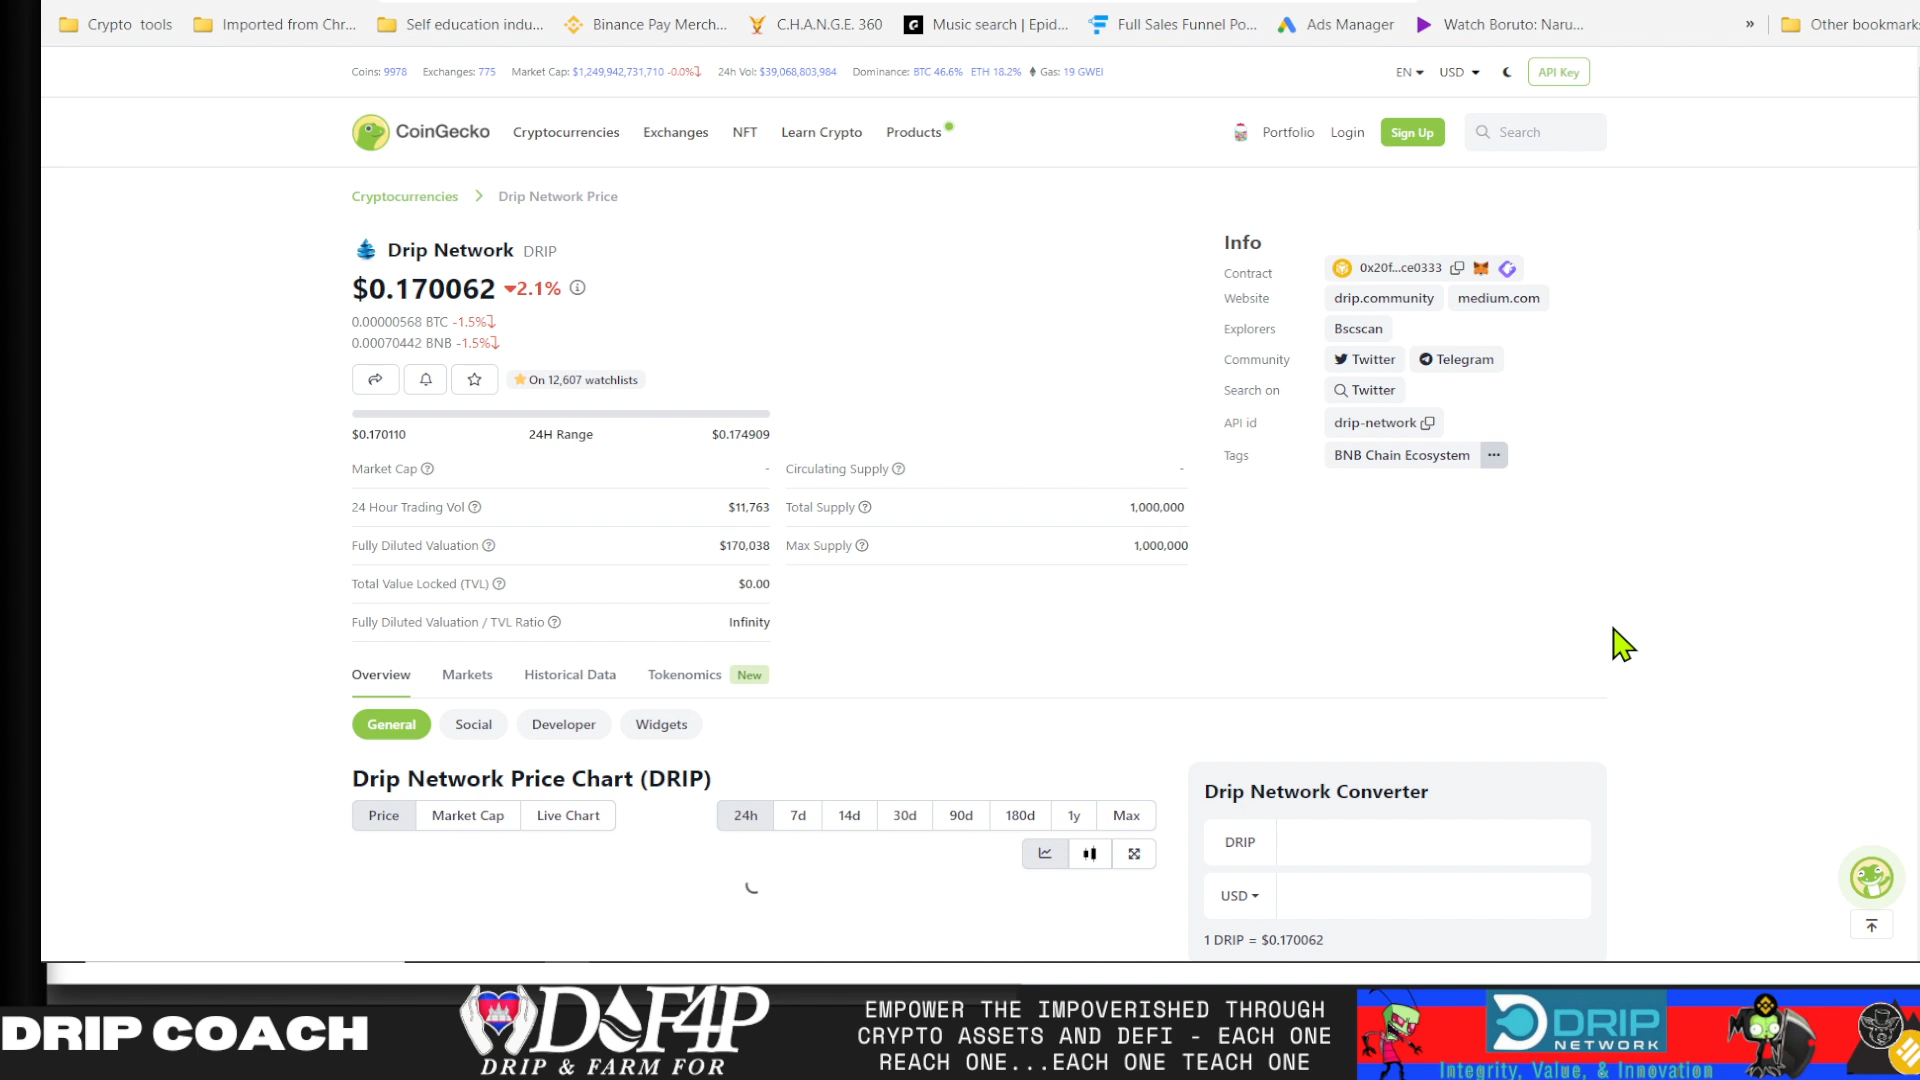 Crypto tools
Imported from Chr...
Self education indu...
Binance Pay Merch...
C.H.A.N.G.E. 360
Music search | Epid...
Full Sales Funnel Po...
Ads Manager
Watch Boruto: Naru...
»
Other bookmarks
Coins: 9978 Exchanges: 775 Market Cap: $1,249,942,731,710 -0.0% 24h Vol: $39,068,803,984 Dominance: BTC 46.6% ETH 18.2% Gas: 19 GWEI
EN USD API Key
CoinGecko Cryptocurrencies Exchanges NFT Learn Crypto Products
Portfolio Login Sign Up Search
Cryptocurrencies > Drip Network Price
Drip Network DRIP
$0.170062 2.1%
0.00000568 BTC -1.5%
0.00070442 BNB -1.5%
On 12,607 watchlists
$0.170110 24H Range $0.174909
Market Cap -
24 Hour Trading Vol $11,763
Fully Diluted Valuation $170,038
Total Value Locked (TVL) $0.00
Fully Diluted Valuation / TVL Ratio Infinity
Circulating Supply -
Total Supply 1,000,000
Max Supply 1,000,000
Info
Contract 0x20f...ce0333
Website drip.community medium.com
Explorers Bscscan
Community Twitter Telegram
Search on Twitter
API id drip-network
Tags BNB Chain Ecosystem ...
Overview Markets Historical Data Tokenomics New
General Social Developer Widgets
Drip Network Price Chart (DRIP)
Price Market Cap Live Chart
24h 7d 14d 30d 90d 180d 1y Max
Drip Network Converter
DRIP
USD
1 DRIP = $0.170062
DRIP COACH
DAF4P
DRIP & FARM FOR
EMPOWER THE IMPOVERISHED THROUGH
CRYPTO ASSETS AND DEFI - EACH ONE
REACH ONE...EACH ONE TEACH ONE
DRIP
NETWORK
Integrity, Value, & Innovation